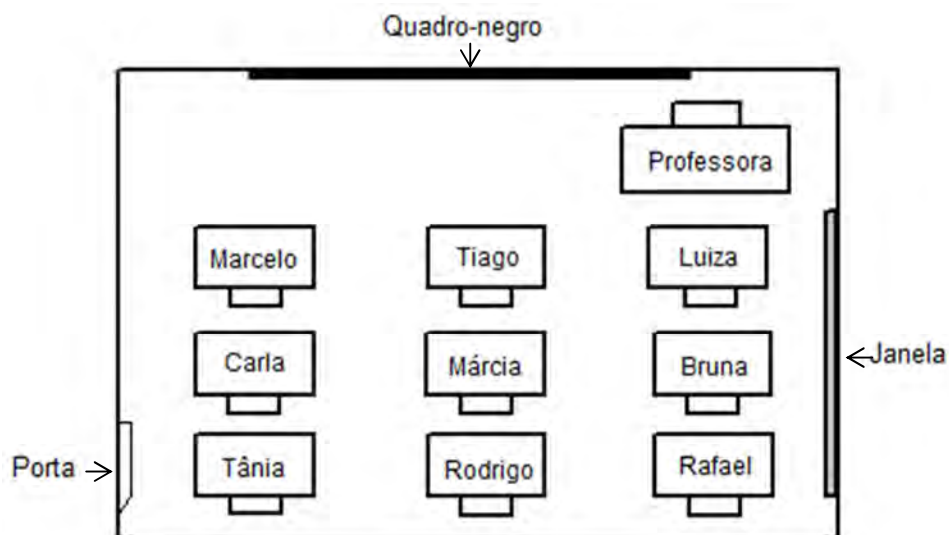 Quadro-negro
Professora
Marcelo
Tiago
Luiza
Carla
Márcia
Bruna
Janela
Porta
Tânia
Rodrigo
Rafael